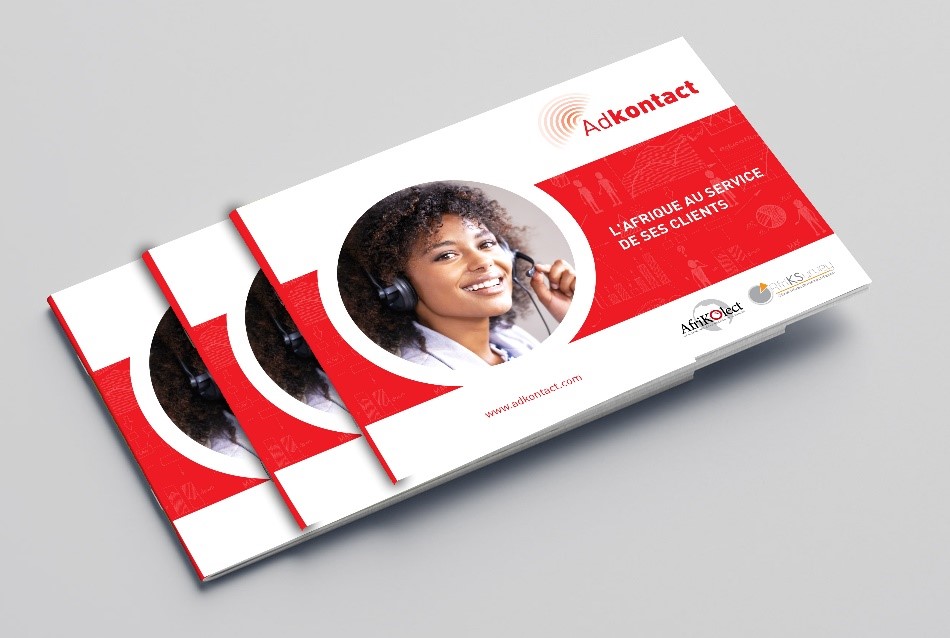 Adkontact
L'AFRIQUE AU SERVICE
DE SES CLIENTS
AfriKOlect
www.adkontact.com